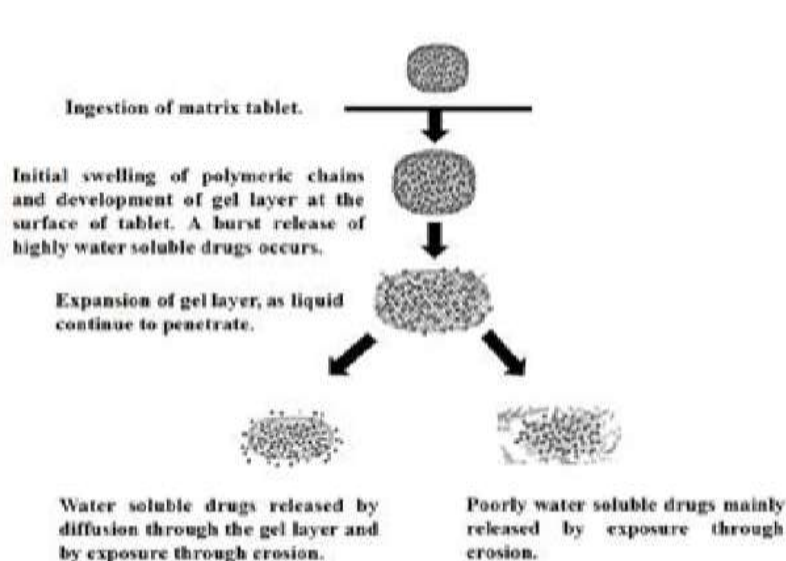 Ingestion of matrix tablet.
Initial swelling of polymeric chains
and development of gel layer at the
surface of tablet. A burst release of
highly water soluble drugs occurs.
Expansion of gel layer, as liquid
continue to penetrate.
Water soluble drugs released by
diffusion through the gel layer and
by exposure through erosion.
Poorly water soluble drugs mainly
released by exposure through
erosion.